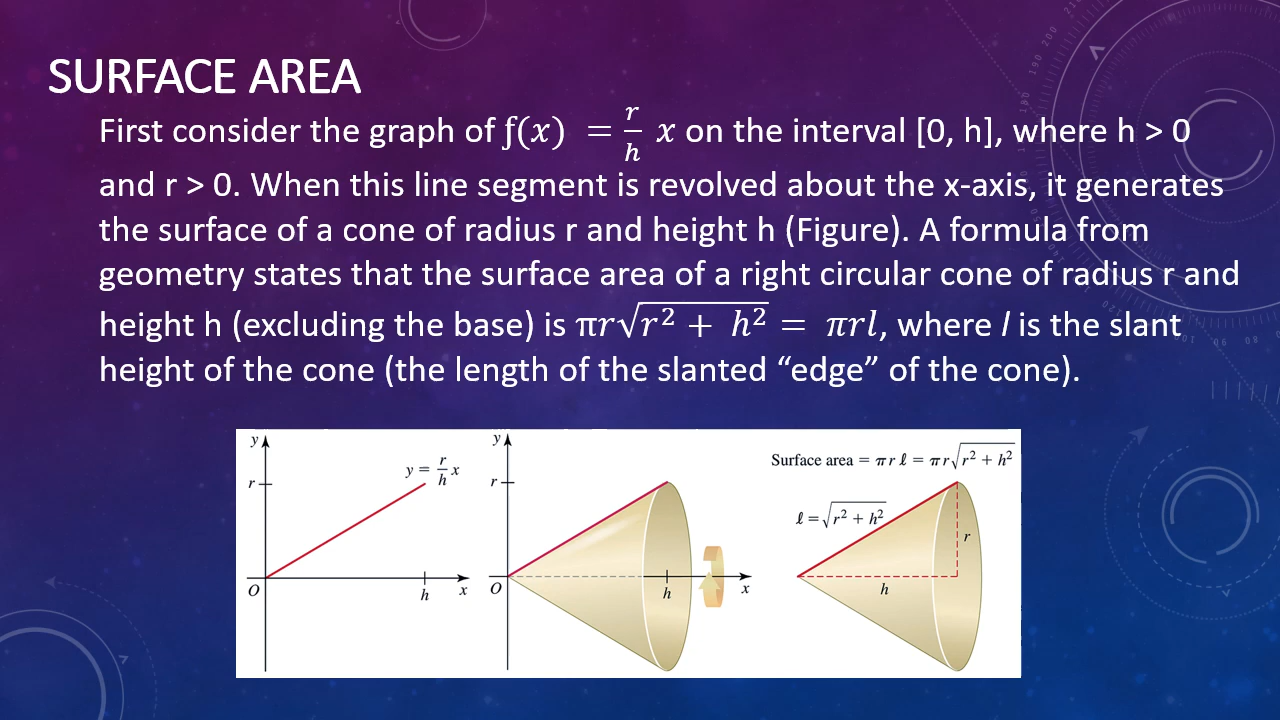 SURFACE AREA
First consider the graph of f(x) = r/h x on the interval [0, h], where h > 0
and r > 0. When this line segment is revolved about the x-axis, it generates
the surface of a cone of radius r and height h (Figure). A formula from
geometry states that the surface area of a right circular cone of radius r and
height h (excluding the base) is πr√(r² + h²) = πrl, where l is the slant
height of the cone (the length of the slanted “edge” of the cone).
y
y = r/h x
r
O
h
x
y
r
O
h
x
Surface area = π r ℓ = π r√(r² + h²)
ℓ = √(r² + h²)
r
h